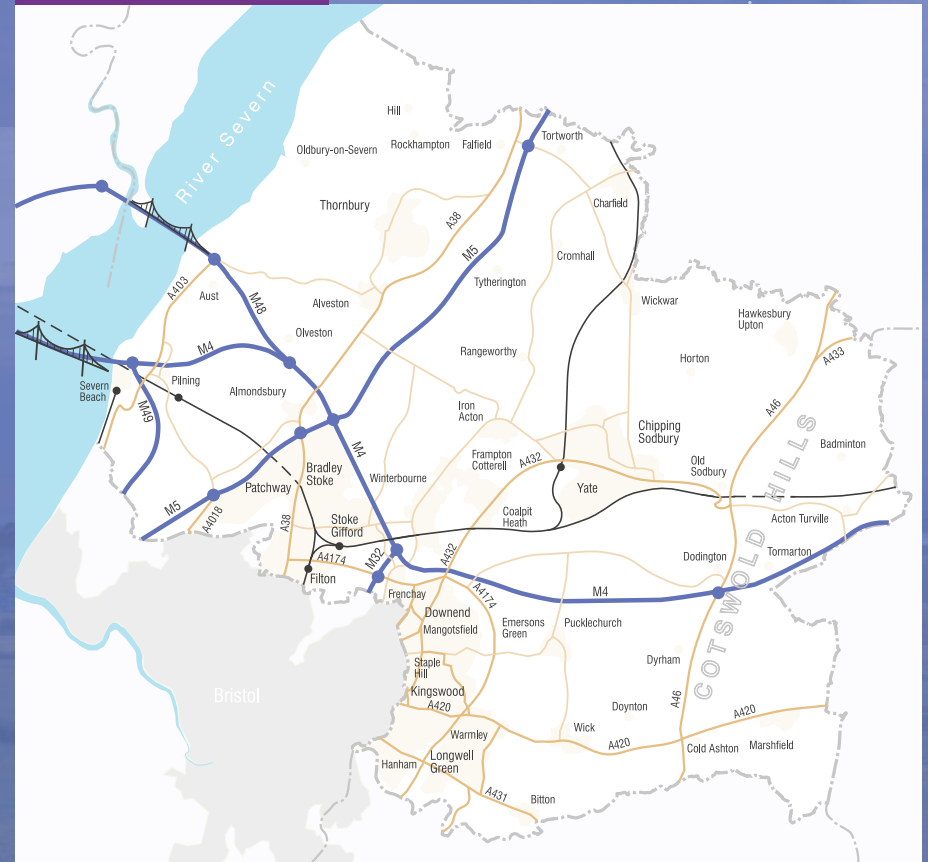 Hill
Rockhampton
Falfield
Tortworth
Oldbury-on-Severn
River Severn
Thornbury
Charfield
A38
M5
Cromhall
Tytherington
A403
Aust
M48
Alveston
Wickwar
Hawkesbury
Upton
Olveston
M4
Rangeworthy
Horton
A433
Severn
Beach
Pilning
Almondsbury
M49
Iron
Acton
A46
Chipping
Sodbury
Badminton
M4
Frampton
Cotterell
A432
Old
Sodbury
COTSWOLD HILLS
Bradley
Stoke
Patchway
Winterbourne
Yate
M5
A4018
A38
Stoke
Gifford
Coalpit
Heath
Acton Turville
A4174
M32
A432
Dodington
Tormarton
Filton
Frenchay
A4174
M4
Downend
Mangotsfield
Emersons
Green
Pucklechurch
Staple
Hill
Dyrham
Kingswood
A420
Bristol
A46
Doynton
A420
Warmley
Wick
A420
Cold Ashton
Marshfield
Hanham
Longwell
Green
A431
Bitton